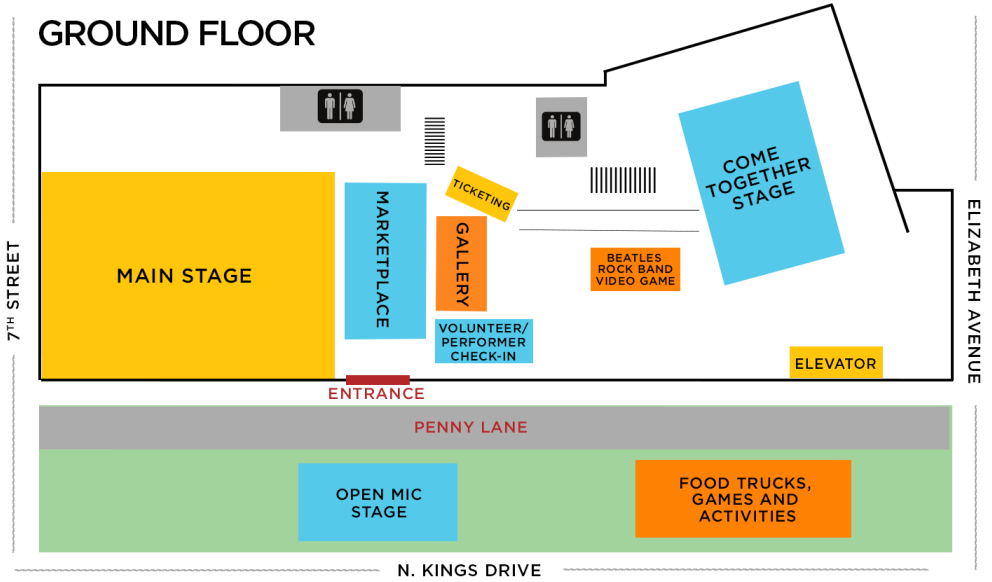 GROUND FLOOR
COME
TOGETHER
STAGE
TICKETING
MARKETPLACE
GALLERY
MAIN STAGE
BEATLES
ROCK BAND
VIDEO GAME
VOLUNTEER/
PERFORMER
CHECK-IN
ELEVATOR
ENTRANCE
7TH STREET
ELIZABETH AVENUE
PENNY LANE
OPEN MIC
STAGE
FOOD TRUCKS,
GAMES AND
ACTIVITIES
N. KINGS DRIVE